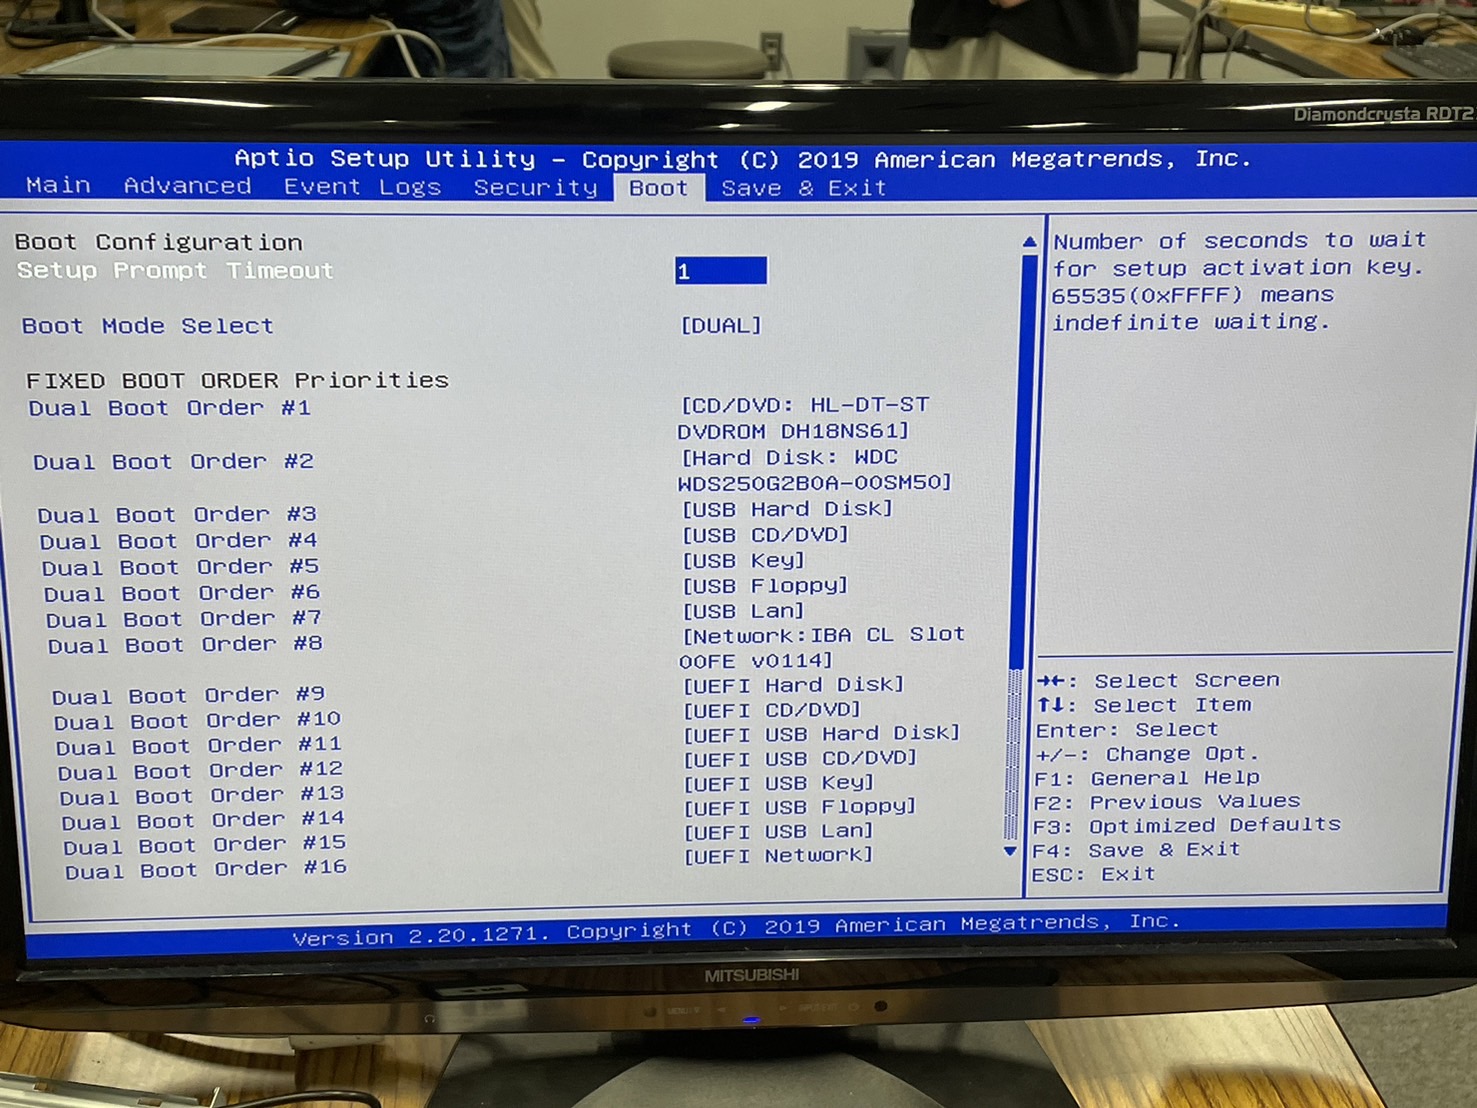 Diamondcrysta RDT2
Aptio Setup Utility – Copyright (C) 2019 American Megatrends, Inc.
Main Advanced Event Logs Security Boot Save & Exit
Boot Configuration
Setup Prompt Timeout 1
Boot Mode Select [DUAL]
FIXED BOOT ORDER Priorities
Dual Boot Order #1 [CD/DVD: HL-DT-ST
DVDROM DH18NS61]
Dual Boot Order #2 [Hard Disk: WDC
WDS250G2B0A-00SM50]
Dual Boot Order #3 [USB Hard Disk]
Dual Boot Order #4 [USB CD/DVD]
Dual Boot Order #5 [USB Key]
Dual Boot Order #6 [USB Floppy]
Dual Boot Order #7 [USB Lan]
Dual Boot Order #8 [Network:IBA CL Slot
00FE v0114]
Dual Boot Order #9 [UEFI Hard Disk]
Dual Boot Order #10 [UEFI CD/DVD]
Dual Boot Order #11 [UEFI USB Hard Disk]
Dual Boot Order #12 [UEFI USB CD/DVD]
Dual Boot Order #13 [UEFI USB Key]
Dual Boot Order #14 [UEFI USB Floppy]
Dual Boot Order #15 [UEFI USB Lan]
Dual Boot Order #16 [UEFI Network]
Number of seconds to wait
for setup activation key.
65535(0xFFFF) means
indefinite waiting.
→←: Select Screen
↑↓: Select Item
Enter: Select
+/-: Change Opt.
F1: General Help
F2: Previous Values
F3: Optimized Defaults
F4: Save & Exit
ESC: Exit
Version 2.20.1271. Copyright (C) 2019 American Megatrends, Inc.
MITSUBISHI